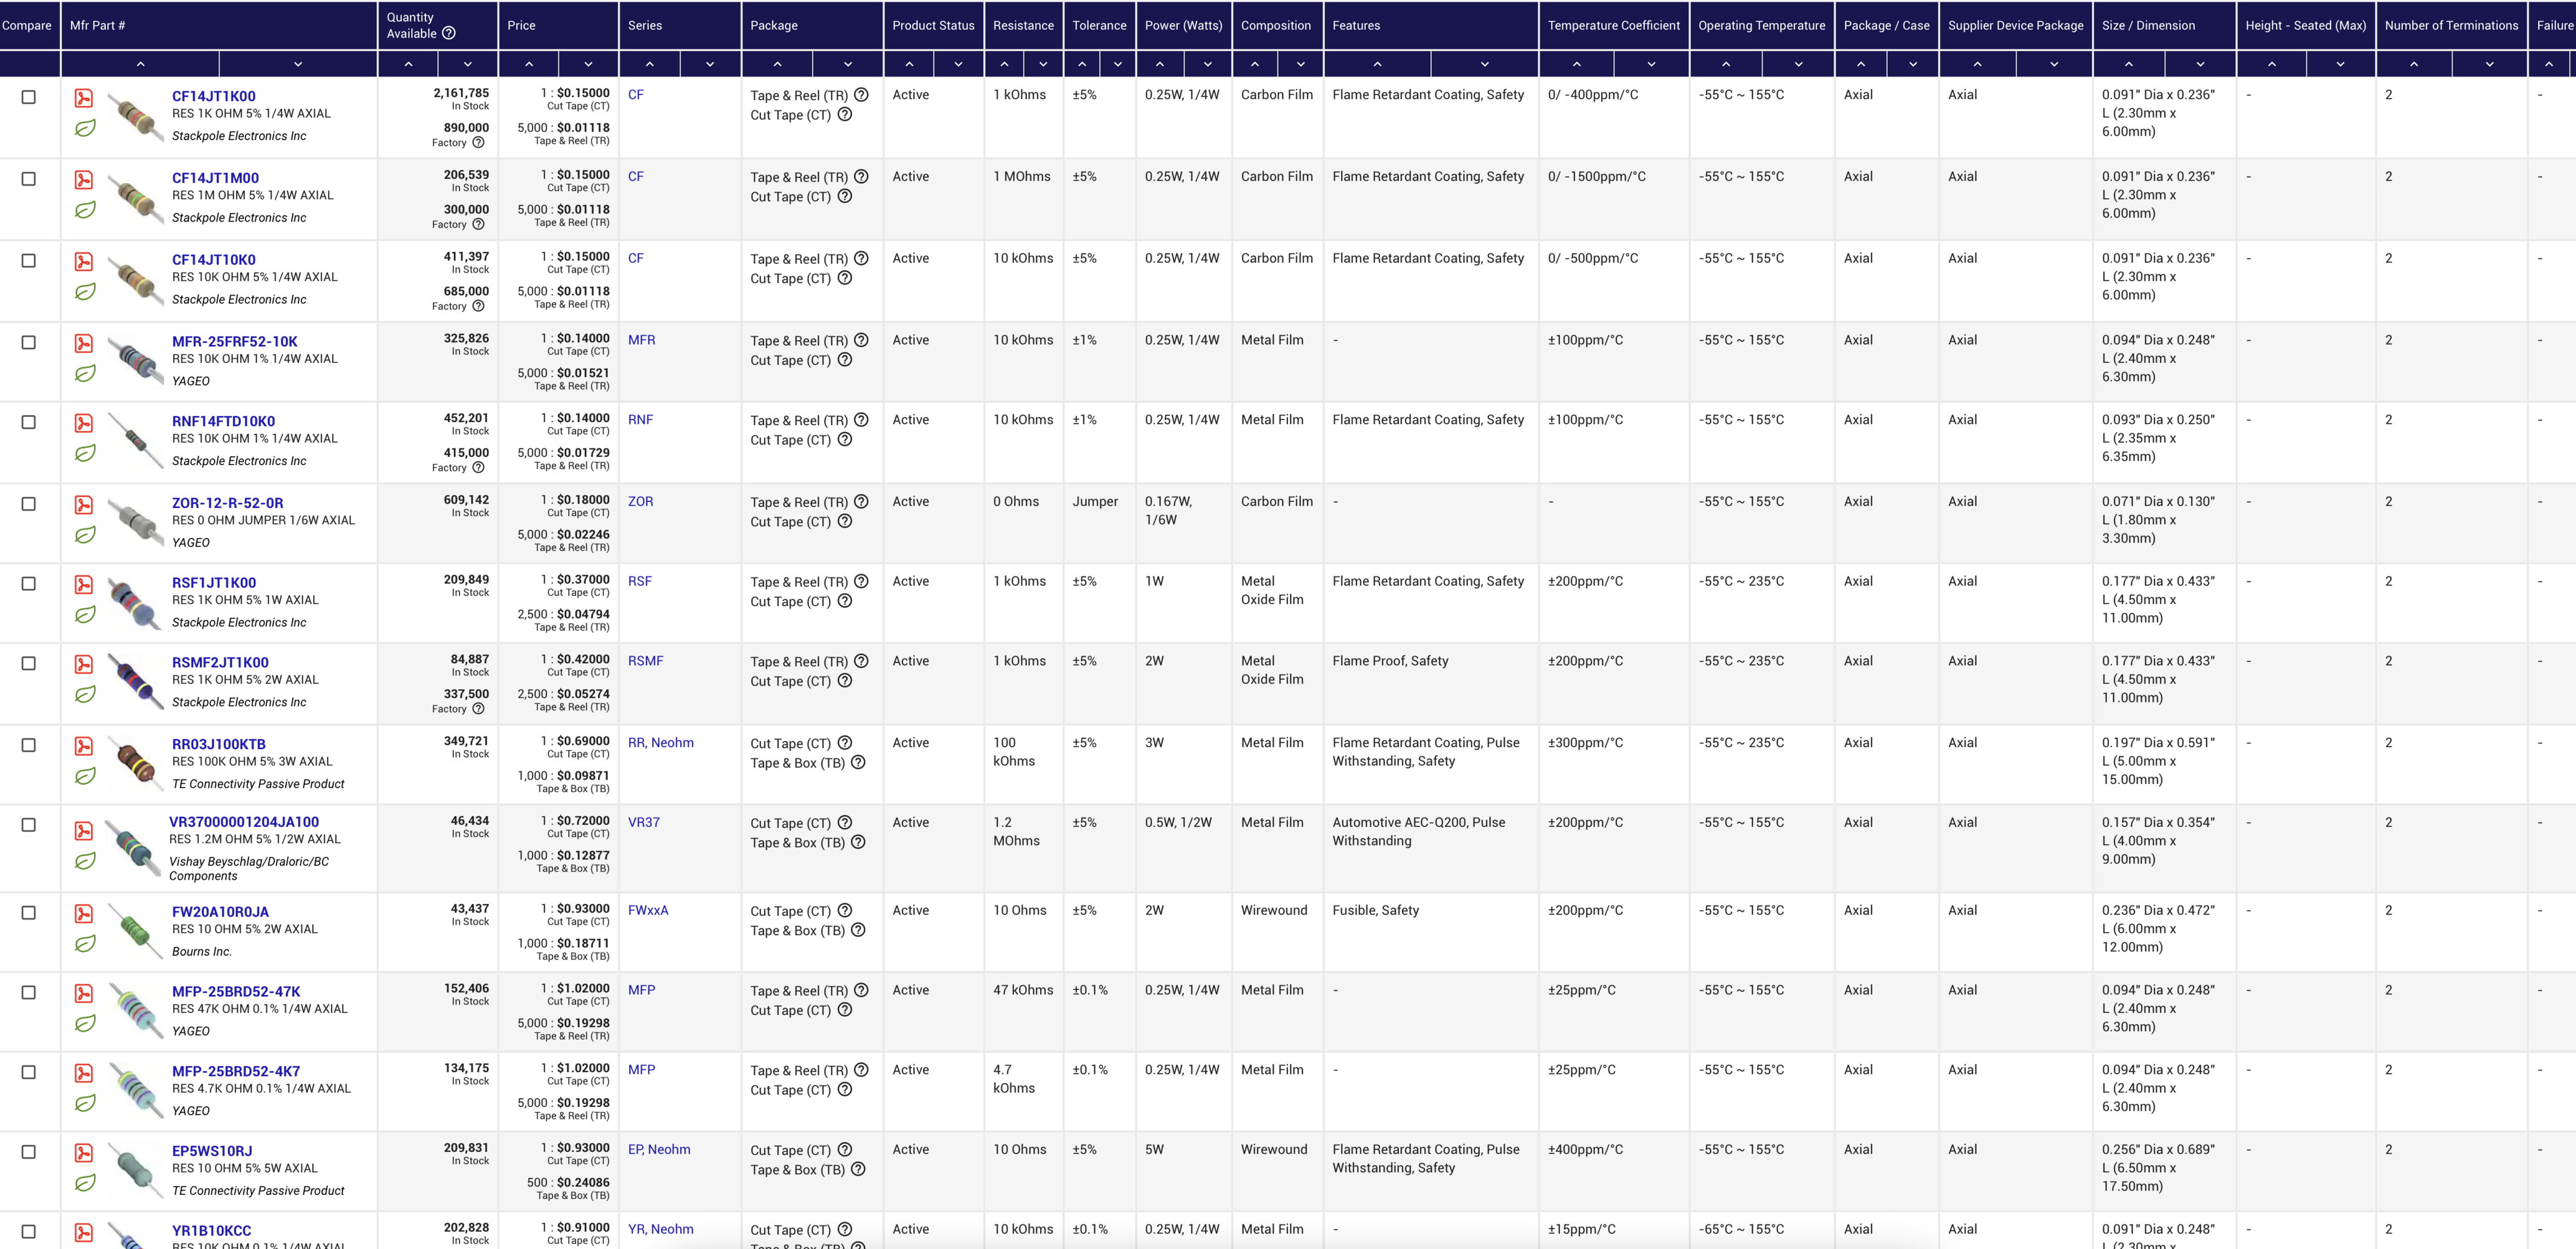 Compare Mfr Part # Quantity Available Price Series Package Product Status Resistance Tolerance Power (Watts) Composition Features Temperature Coefficient Operating Temperature Package / Case Supplier Device Package Size / Dimension Height - Seated (Max) Number of Terminations Failure
CF14JT1K00
RES 1K OHM 5% 1/4W AXIAL
Stackpole Electronics Inc
2,161,785
In Stock
890,000
Factory
1 : $0.15000
Cut Tape (CT)
5,000 : $0.01118
Tape & Reel (TR)
CF
Tape & Reel (TR)
Cut Tape (CT)
Active
1 kOhms
±5%
0.25W, 1/4W
Carbon Film
Flame Retardant Coating, Safety
0/ -400ppm/°C
-55°C ~ 155°C
Axial
Axial
0.091" Dia x 0.236"
L (2.30mm x
6.00mm)
-
2
-
CF14JT1M00
RES 1M OHM 5% 1/4W AXIAL
Stackpole Electronics Inc
206,539
In Stock
300,000
Factory
1 : $0.15000
Cut Tape (CT)
5,000 : $0.01118
Tape & Reel (TR)
CF
Tape & Reel (TR)
Cut Tape (CT)
Active
1 MOhms
±5%
0.25W, 1/4W
Carbon Film
Flame Retardant Coating, Safety
0/ -1500ppm/°C
-55°C ~ 155°C
Axial
Axial
0.091" Dia x 0.236"
L (2.30mm x
6.00mm)
-
2
-
CF14JT10K0
RES 10K OHM 5% 1/4W AXIAL
Stackpole Electronics Inc
411,397
In Stock
685,000
Factory
1 : $0.15000
Cut Tape (CT)
5,000 : $0.01118
Tape & Reel (TR)
CF
Tape & Reel (TR)
Cut Tape (CT)
Active
10 kOhms
±5%
0.25W, 1/4W
Carbon Film
Flame Retardant Coating, Safety
0/ -500ppm/°C
-55°C ~ 155°C
Axial
Axial
0.091" Dia x 0.236"
L (2.30mm x
6.00mm)
-
2
-
MFR-25FRF52-10K
RES 10K OHM 1% 1/4W AXIAL
YAGEO
325,826
In Stock
1 : $0.14000
Cut Tape (CT)
5,000 : $0.01521
Tape & Reel (TR)
MFR
Tape & Reel (TR)
Cut Tape (CT)
Active
10 kOhms
±1%
0.25W, 1/4W
Metal Film
-
±100ppm/°C
-55°C ~ 155°C
Axial
Axial
0.094" Dia x 0.248"
L (2.40mm x
6.30mm)
-
2
-
RNF14FTD10K0
RES 10K OHM 1% 1/4W AXIAL
Stackpole Electronics Inc
452,201
In Stock
415,000
Factory
1 : $0.14000
Cut Tape (CT)
5,000 : $0.01729
Tape & Reel (TR)
RNF
Tape & Reel (TR)
Cut Tape (CT)
Active
10 kOhms
±1%
0.25W, 1/4W
Metal Film
Flame Retardant Coating, Safety
±100ppm/°C
-55°C ~ 155°C
Axial
Axial
0.093" Dia x 0.250"
L (2.35mm x
6.35mm)
-
2
-
ZOR-12-R-52-0R
RES 0 OHM JUMPER 1/6W AXIAL
YAGEO
609,142
In Stock
1 : $0.18000
Cut Tape (CT)
5,000 : $0.02246
Tape & Reel (TR)
ZOR
Tape & Reel (TR)
Cut Tape (CT)
Active
0 Ohms
Jumper
0.167W,
1/6W
Carbon Film
-
-
-55°C ~ 155°C
Axial
Axial
0.071" Dia x 0.130"
L (1.80mm x
3.30mm)
-
2
-
RSF1JT1K00
RES 1K OHM 5% 1W AXIAL
Stackpole Electronics Inc
209,849
In Stock
1 : $0.37000
Cut Tape (CT)
2,500 : $0.04794
Tape & Reel (TR)
RSF
Tape & Reel (TR)
Cut Tape (CT)
Active
1 kOhms
±5%
1W
Metal
Oxide Film
Flame Retardant Coating, Safety
±200ppm/°C
-55°C ~ 235°C
Axial
Axial
0.177" Dia x 0.433"
L (4.50mm x
11.00mm)
-
2
-
RSMF2JT1K00
RES 1K OHM 5% 2W AXIAL
Stackpole Electronics Inc
84,887
In Stock
337,500
Factory
1 : $0.42000
Cut Tape (CT)
2,500 : $0.05274
Tape & Reel (TR)
RSMF
Tape & Reel (TR)
Cut Tape (CT)
Active
1 kOhms
±5%
2W
Metal
Oxide Film
Flame Proof, Safety
±200ppm/°C
-55°C ~ 235°C
Axial
Axial
0.177" Dia x 0.433"
L (4.50mm x
11.00mm)
-
2
-
RR03J100KTB
RES 100K OHM 5% 3W AXIAL
TE Connectivity Passive Product
349,721
In Stock
1 : $0.69000
Cut Tape (CT)
1,000 : $0.09871
Tape & Box (TB)
RR, Neohm
Cut Tape (CT)
Tape & Box (TB)
Active
100
kOhms
±5%
3W
Metal Film
Flame Retardant Coating, Pulse
Withstanding, Safety
±300ppm/°C
-55°C ~ 235°C
Axial
Axial
0.197" Dia x 0.591"
L (5.00mm x
15.00mm)
-
2
-
VR37000001204JA100
RES 1.2M OHM 5% 1/2W AXIAL
Vishay Beyschlag/Draloric/BC
Components
46,434
In Stock
1 : $0.72000
Cut Tape (CT)
1,000 : $0.12877
Tape & Box (TB)
VR37
Cut Tape (CT)
Tape & Box (TB)
Active
1.2
MOhms
±5%
0.5W, 1/2W
Metal Film
Automotive AEC-Q200, Pulse
Withstanding
±200ppm/°C
-55°C ~ 155°C
Axial
Axial
0.157" Dia x 0.354"
L (4.00mm x
9.00mm)
-
2
-
FW20A10R0JA
RES 10 OHM 5% 2W AXIAL
Bourns Inc.
43,437
In Stock
1 : $0.93000
Cut Tape (CT)
1,000 : $0.18711
Tape & Box (TB)
FWxxA
Cut Tape (CT)
Tape & Box (TB)
Active
10 Ohms
±5%
2W
Wirewound
Fusible, Safety
±200ppm/°C
-55°C ~ 155°C
Axial
Axial
0.236" Dia x 0.472"
L (6.00mm x
12.00mm)
-
2
-
MFP-25BRD52-47K
RES 47K OHM 0.1% 1/4W AXIAL
YAGEO
152,406
In Stock
1 : $1.02000
Cut Tape (CT)
5,000 : $0.19298
Tape & Reel (TR)
MFP
Tape & Reel (TR)
Cut Tape (CT)
Active
47 kOhms
±0.1%
0.25W, 1/4W
Metal Film
-
±25ppm/°C
-55°C ~ 155°C
Axial
Axial
0.094" Dia x 0.248"
L (2.40mm x
6.30mm)
-
2
-
MFP-25BRD52-4K7
RES 4.7K OHM 0.1% 1/4W AXIAL
YAGEO
134,175
In Stock
1 : $1.02000
Cut Tape (CT)
5,000 : $0.19298
Tape & Reel (TR)
MFP
Tape & Reel (TR)
Cut Tape (CT)
Active
4.7
kOhms
±0.1%
0.25W, 1/4W
Metal Film
-
±25ppm/°C
-55°C ~ 155°C
Axial
Axial
0.094" Dia x 0.248"
L (2.40mm x
6.30mm)
-
2
-
EP5WS10RJ
RES 10 OHM 5% 5W AXIAL
TE Connectivity Passive Product
209,831
In Stock
1 : $0.93000
Cut Tape (CT)
500 : $0.24086
Tape & Box (TB)
EP, Neohm
Cut Tape (CT)
Tape & Box (TB)
Active
10 Ohms
±5%
5W
Wirewound
Flame Retardant Coating, Pulse
Withstanding, Safety
±400ppm/°C
-55°C ~ 155°C
Axial
Axial
0.256" Dia x 0.689"
L (6.50mm x
17.50mm)
-
2
-
YR1B10KCC
RES 10K OHM 0.1% 1/4W AXIAL
202,828
In Stock
1 : $0.91000
Cut Tape (CT)
YR, Neohm
Cut Tape (CT)
Tape & Box (TB)
Active
10 kOhms
±0.1%
0.25W, 1/4W
Metal Film
-
±15ppm/°C
-65°C ~ 155°C
Axial
Axial
0.091" Dia x 0.248"
L (2.30mm x
-
2
-